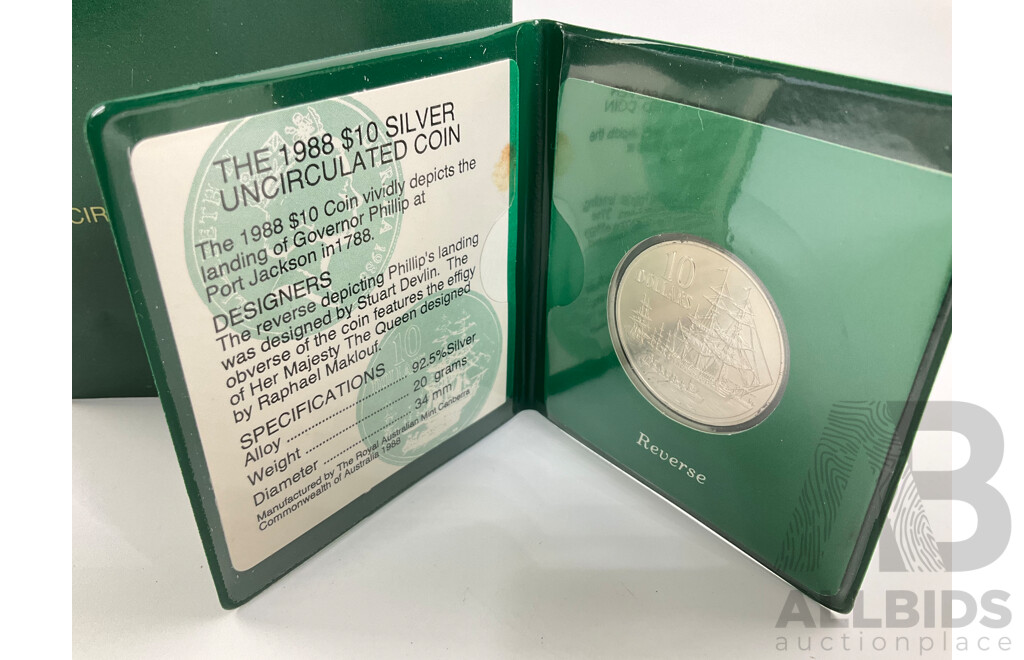 CIR
THE 1988 $10 SILVER
UNCIRCULATED COIN
The 1988 $10 Coin vividly depicts the
landing of Governor Phillip at
Port Jackson in1788.
DESIGNERS
The reverse depicting Phillip's landing
was designed by Stuart Devlin. The
obverse of the coin features the effigy
of Her Majesty The Queen designed
by Raphael Maklouf.
SPECIFICATIONS
Alloy ........................ 92.5%Silver
Weight ...................... 20 grams
Diameter ................... 34 mm
Manufactured by The Royal Australian Mint Canberra
Commonwealth of Australia 1988
10
DOLLARS
Reverse
AB
ALLBIDS
auctionplace